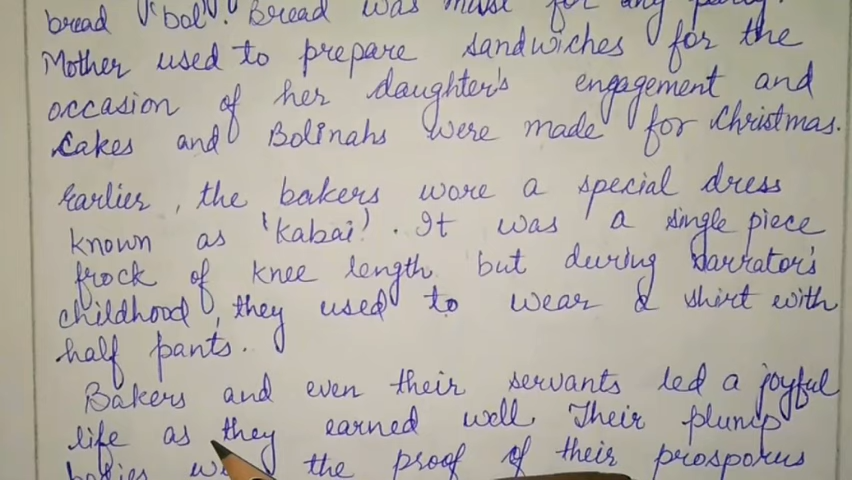 bread 'bol'. Bread was must for any party.
Mother used to prepare sandwiches for the
occasion of her daughter's engagement and
cakes and Bolinahs were made for Christmas.
Earlier, the bakers wore a special dress
known as 'Kabai'. It was a single piece
frock of knee length but during narrator's
childhood, they used to wear a shirt with
half pants.
Bakers and even their servants led a joyful
life as they earned well. Their plump
bodies the proof of their prosporus